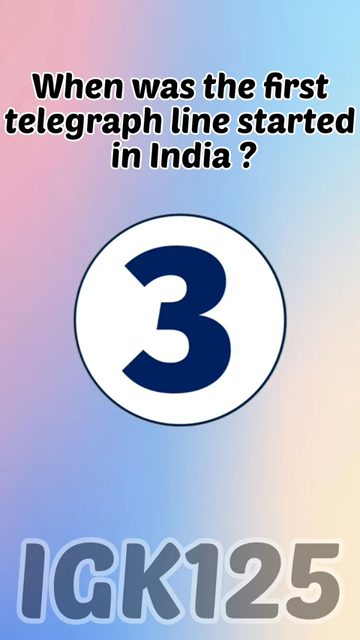 When was the first
telegraph line started
in India ?
3
IGK125